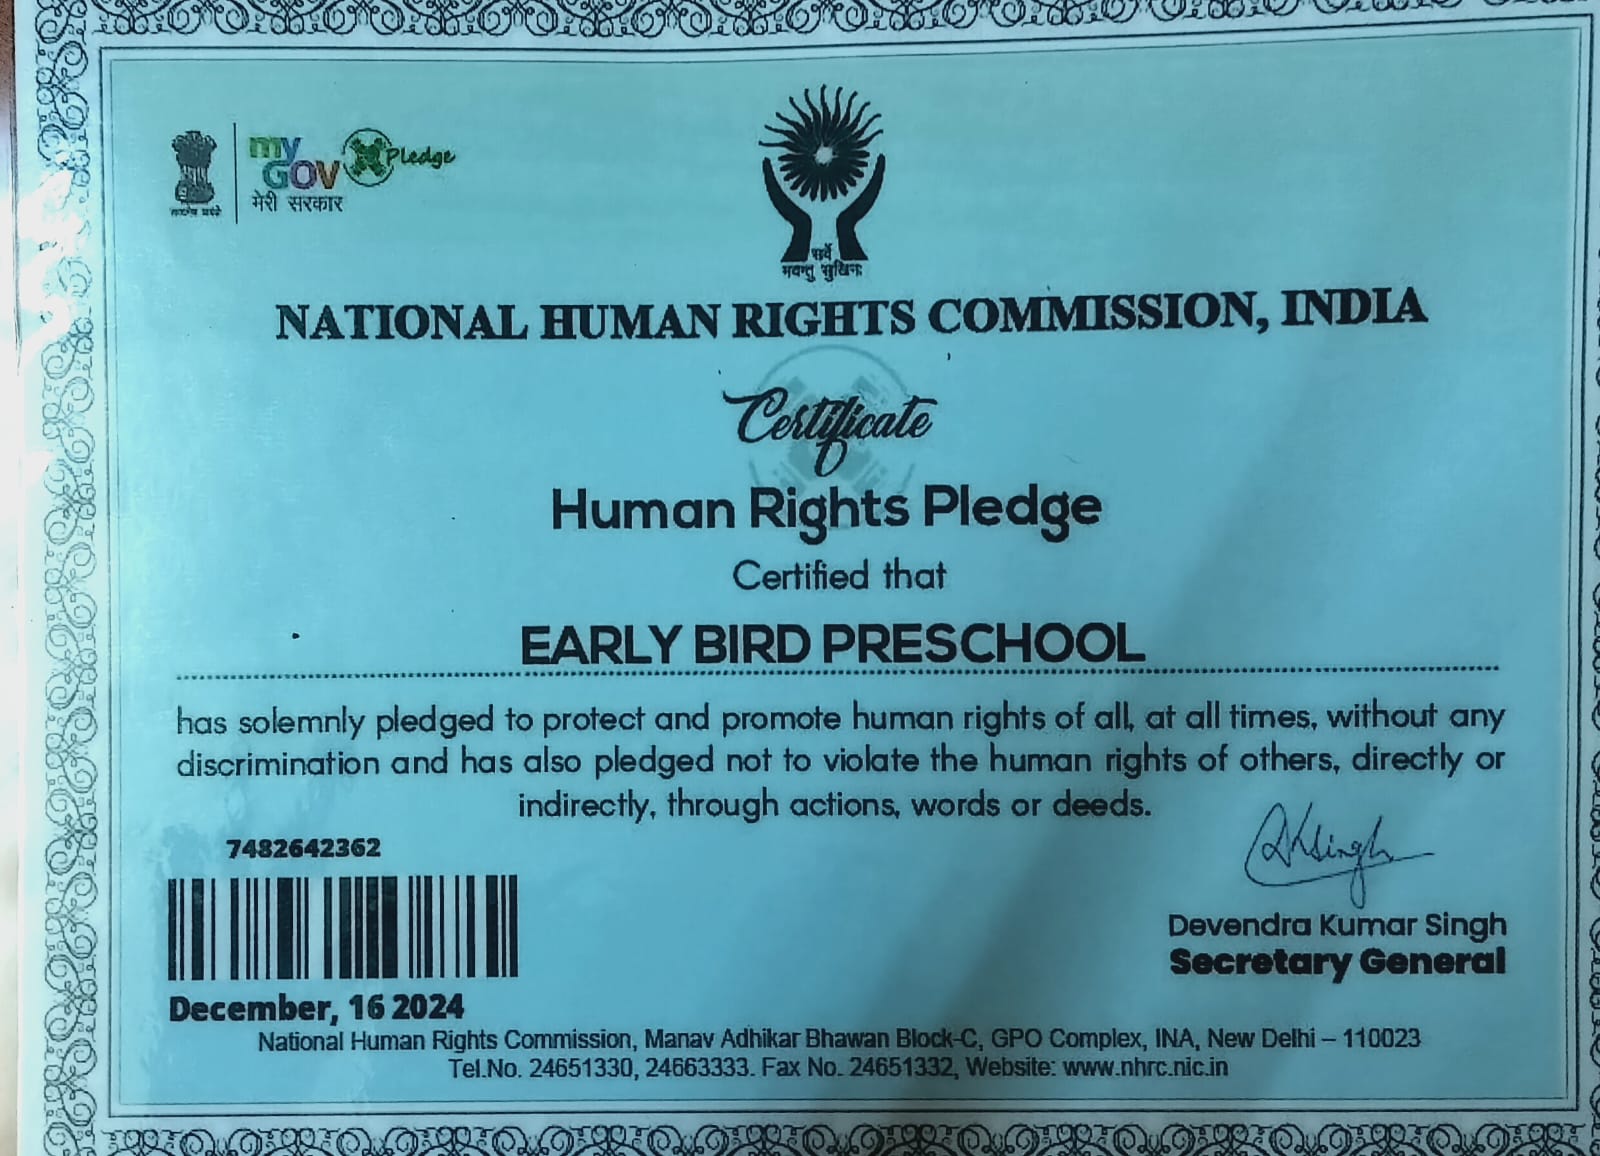 my
GOV
Pledge
मेरी सरकार
सर्वे
भवन्तु सुखिनः
NATIONAL HUMAN RIGHTS COMMISSION, INDIA
Certificate
Human Rights Pledge
Certified that
EARLY BIRD PRESCHOOL
has solemnly pledged to protect and promote human rights of all, at all times, without any
discrimination and has also pledged not to violate the human rights of others, directly or
indirectly, through actions, words or deeds.
7482642362
DKSingh
Devendra Kumar Singh
Secretary General
December, 16 2024
National Human Rights Commission, Manav Adhikar Bhawan Block-C, GPO Complex, INA, New Delhi – 110023
Tel.No. 24651330, 24663333. Fax No. 24651332, Website: www.nhrc.nic.in